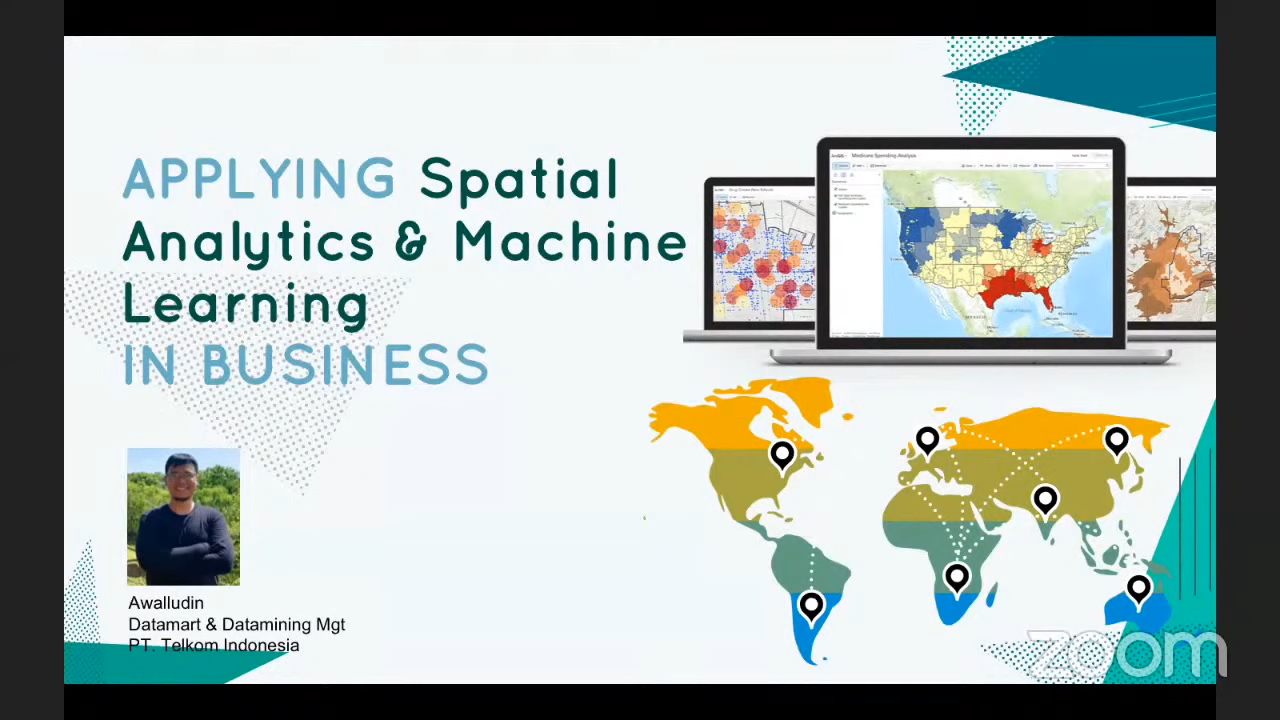 APPLYING Spatial
Analytics & Machine
Learning
IN BUSINESS
Medicare Spending Analysis
Awalludin
Datamart & Datamining Mgt
PT. Telkom Indonesia
zoom